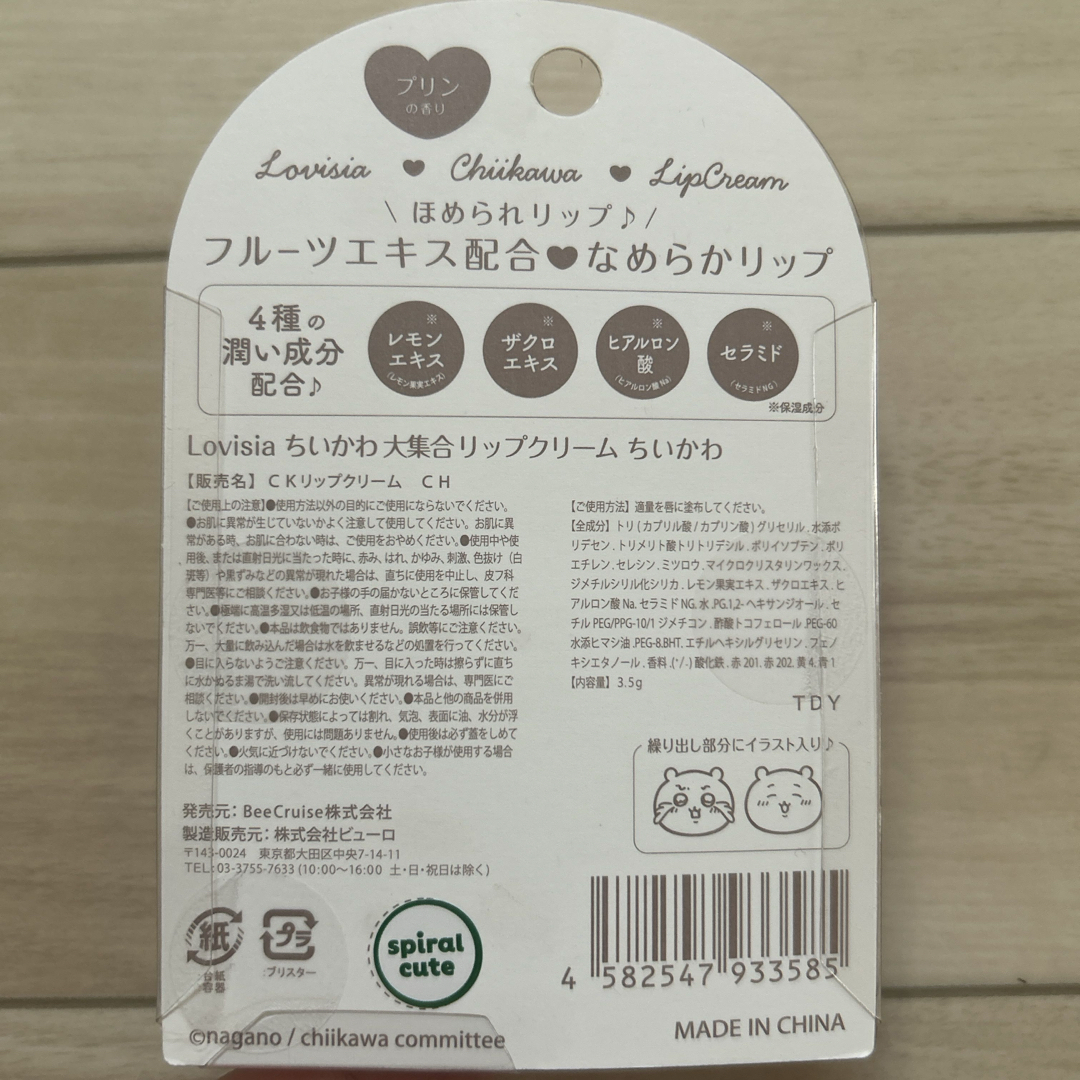 プリン
の香り
Lovisia ♥ Chiikawa ♥ LipCream
\ ほめられリップ♪ /
フルーツエキス配合♥なめらかリップ
4種の
潤い成分
配合♪
レモン
エキス
※
(レモン果実エキス)
ザクロ
エキス
※
ヒアルロン
酸
※
(ヒアルロン酸Na)
セラミド
※
(セラミドNG)
※保湿成分
Lovisia ちいかわ 大集合 リップクリーム ちいかわ
【販売名】 CKリップクリーム CH
【ご使用上の注意】●使用方法以外の目的にご使用にならないでください。
●お肌に異常が生じていないかよく注意して使用してください。お肌に異
常がある時、お肌に合わない時は、ご使用をおやめください。●使用中や使
用後、または直射日光に当たった時に、赤み、はれ、かゆみ、刺激、色抜け（白
斑等）や黒ずみなどの異常が現れた場合は、直ちに使用を中止し、皮フ科
専門医等にご相談ください。●お子様の手の届かないところに保管してくだ
さい。●極端に高温多湿又は低温の場所、直射日光の当たる場所には保管し
ないでください。●本品は飲食物ではありません。誤飲等にご注意ください。
万一、大量に飲み込んだ場合は水を飲ませるなどの処置を行ってください。
●目に入らないようご注意ください。万一、目に入った時は擦らずに直ち
に水かぬるま湯で洗い流してください。異常が現れる場合は、専門医にご
相談ください。●開封後は早めにお使いください。●本品と他の商品を併用
しないでください。●保存状態によっては割れ、気泡、表面に油、水分が浮
くことがありますが、使用には問題ありません。●使用後は必ず蓋をしめて
ください。●火気に近づけないでください。●小さなお子様が使用する場合
は、保護者の指導のもと必ず一緒に使用してください。
【ご使用方法】 適量を唇に塗布してください。
【全成分】トリ(カプリル酸/カプリン酸)グリセリル、水添ポ
リデセン、トリメリト酸トリトリデシル、ポリイソブテン、ポリ
エチレン、セレシン、ミツロウ、マイクロクリスタリンワックス、
ジメチルシリル化シリカ、レモン果実エキス、ザクロエキス、ヒ
アルロン酸Na、セラミドNG、水、PG、1,2-ヘキサンジオール、セ
チルPEG/PPG-10/1ジメチコン、酢酸トコフェロール、PEG-60
水添ヒマシ油、PEG-8、BHT、エチルヘキシルグリセリン、フェノ
キシエタノール、香料、(+/-)酸化鉄、赤201、赤202、黄4、青1
【内容量】3.5g
TDY
繰り出し部分にイラスト入り♪
発売元：BeeCruise株式会社
製造販売元：株式会社ビューロ
〒143-0024 東京都大田区中央7-14-11
TEL:03-3755-7633 (10:00～16:00 土・日・祝日は除く)
紙
台紙
容器
プラ
:ブリスター
spiral
cute
4 582547 933585
©nagano / chiikawa committee
MADE IN CHINA